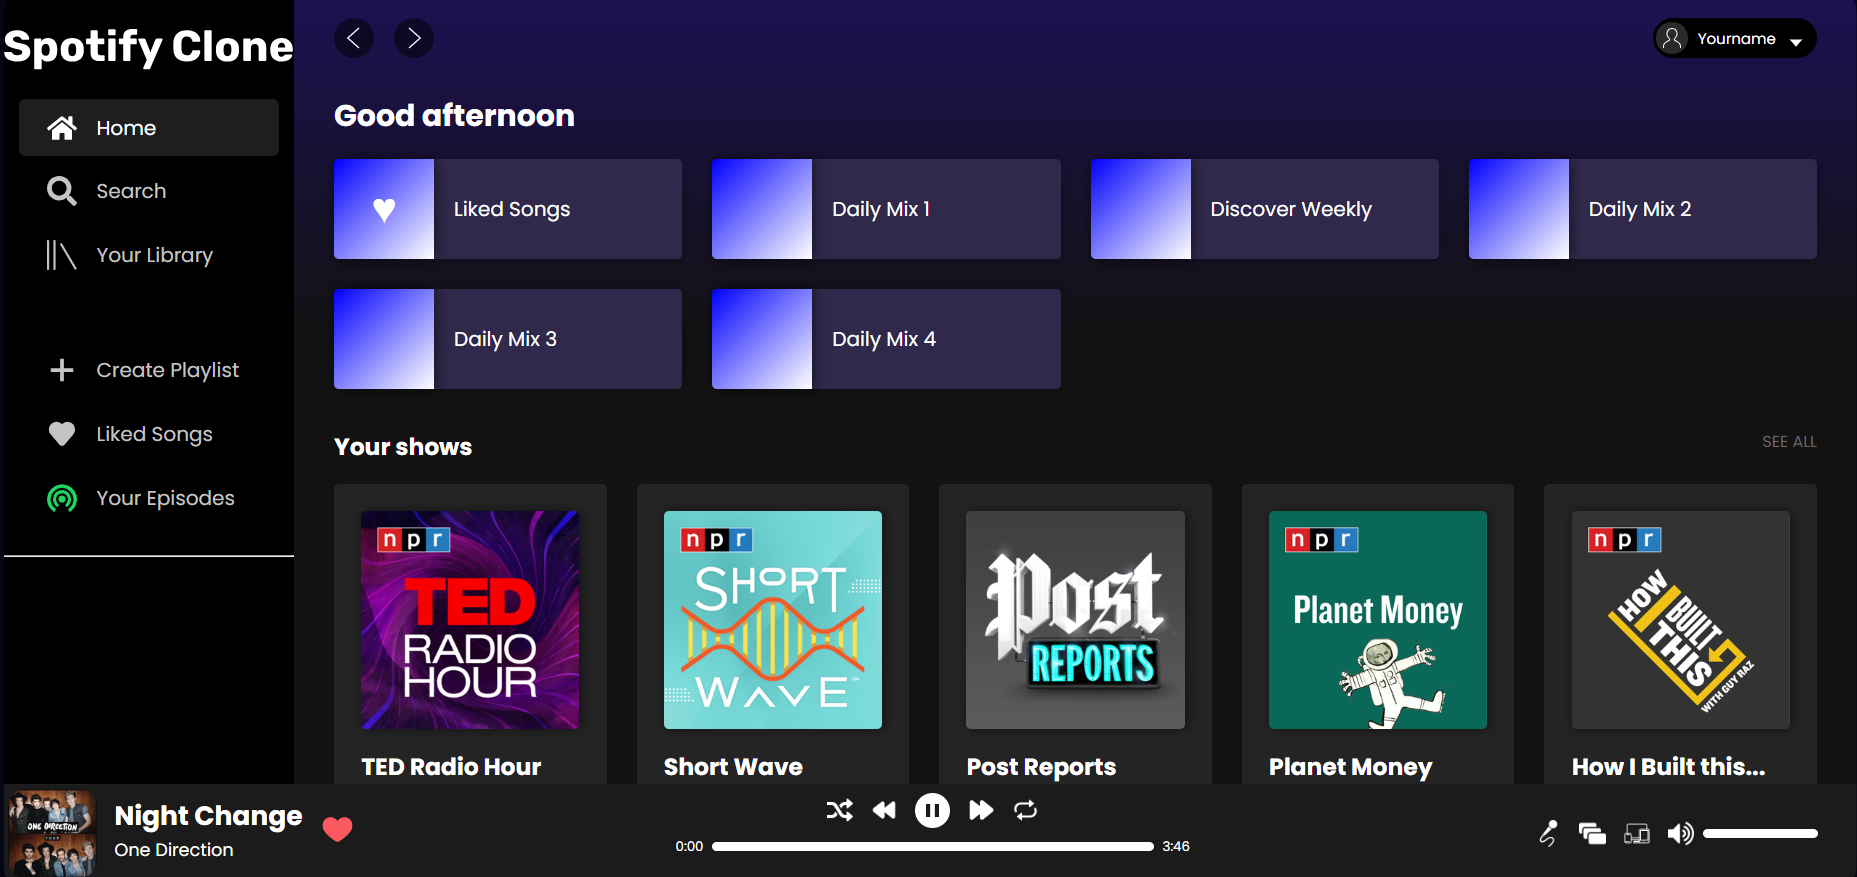 Spotify Clone
Home
Search
Your Library
Create Playlist
Liked Songs
Your Episodes
Yourname
Good afternoon
Liked Songs
Daily Mix 1
Discover Weekly
Daily Mix 2
Daily Mix 3
Daily Mix 4
Your shows
SEE ALL
npr
TED
RADIO
HOUR
TED Radio Hour
npr
SHORT
WAVE
Short Wave
Post
REPORTS
Post Reports
npr
Planet Money
Planet Money
npr
HOW
I BUILT
THIS
WITH GUY RAZ
How I Built this...
ONE DIRECTION
Night Change
One Direction
0:00
3:46